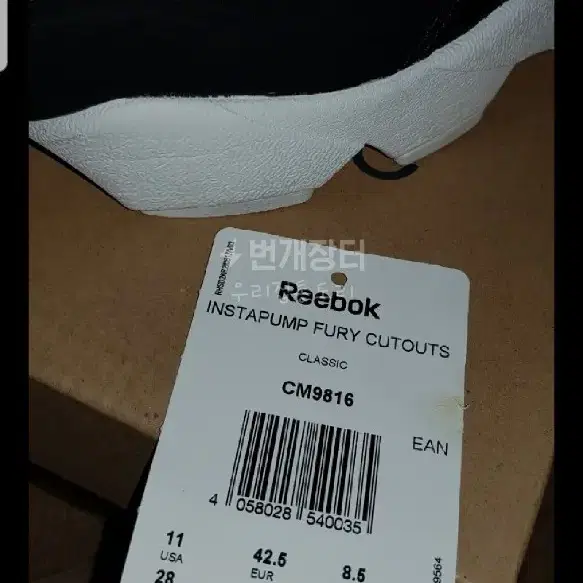 번개장터
Reebok
INSTAPUMP FURY CUTOUTS
CLASSIC
CM9816
EAN
4 058028 540035
11 42.5 8.5
USA EUR
28
9564